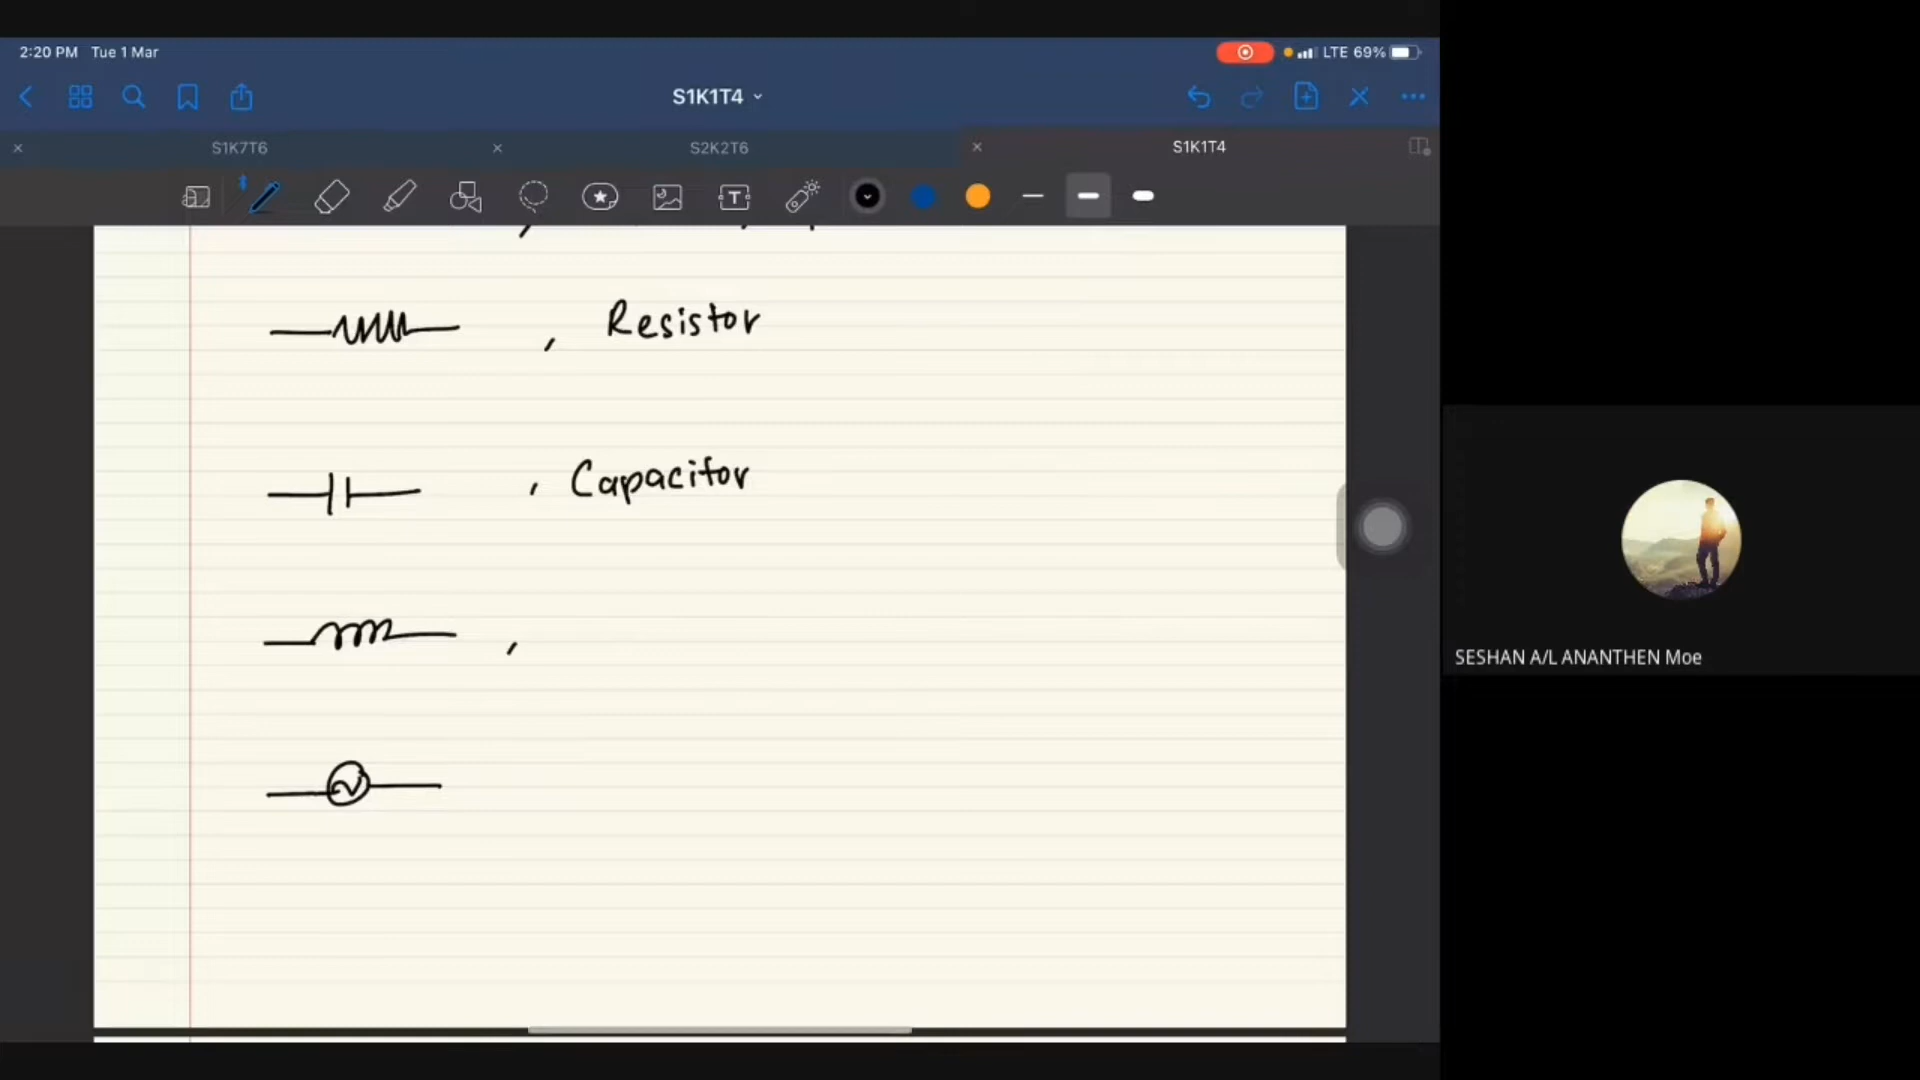 2:20 PM Tue 1 Mar
LTE 69%
S1K1T4
S1K7T6
S2K2T6
S1K1T4
, Resistor
, Capacitor
,
SESHAN A/L ANANTHEN Moe